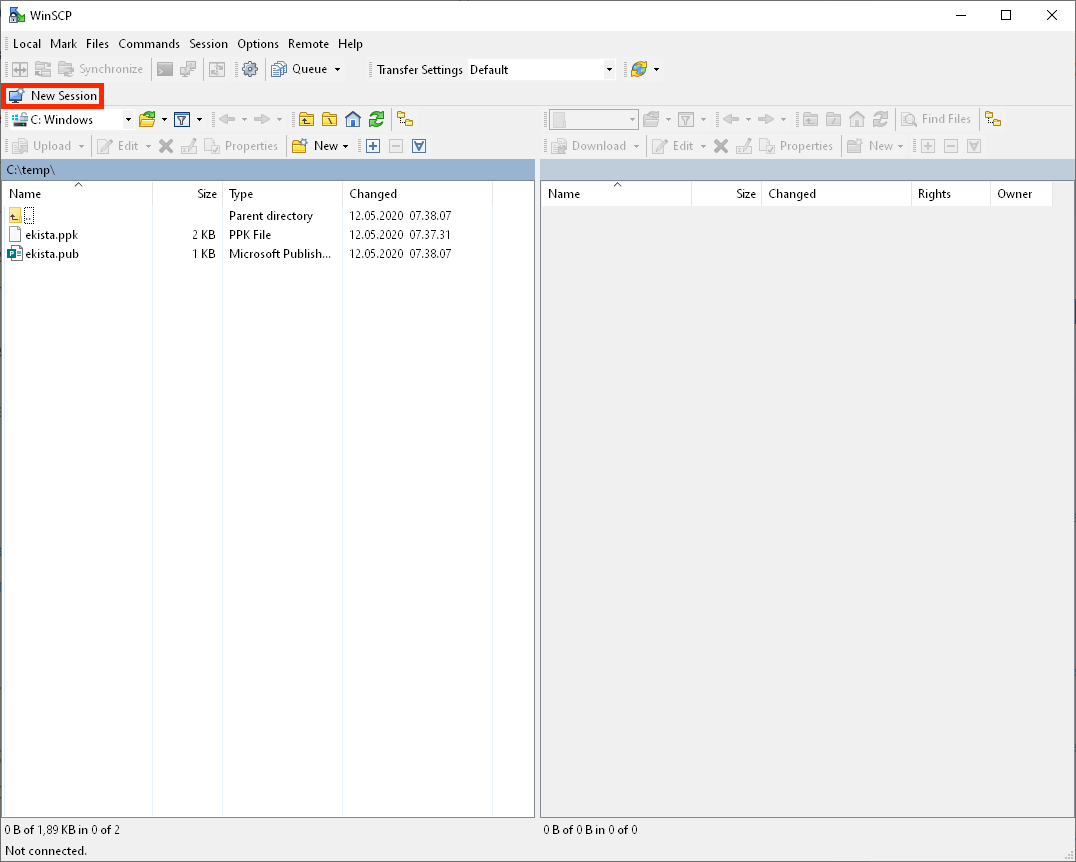 WinSCP
Local Mark Files Commands Session Options Remote Help
Synchronize Queue Transfer Settings Default
New Session
C: Windows Find Files
Upload Edit Properties New Download Edit Properties New
C:\temp\
Name Size Type Changed Name Size Changed Rights Owner
.. Parent directory 12.05.2020 07.38.07
ekista.ppk 2 KB PPK File 12.05.2020 07.37.31
ekista.pub 1 KB Microsoft Publish... 12.05.2020 07.38.07
0 B of 1,89 KB in 0 of 2 0 B of 0 B in 0 of 0
Not connected.